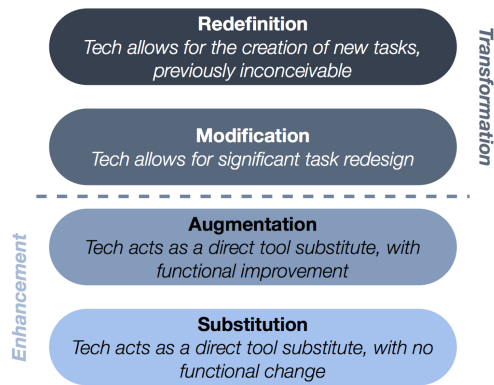 Redefinition
Tech allows for the creation of new tasks,
previously inconceivable
Transformation
Modification
Tech allows for significant task redesign
Augmentation
Tech acts as a direct tool substitute, with
functional improvement
Enhancement
Substitution
Tech acts as a direct tool substitute, with no
functional change